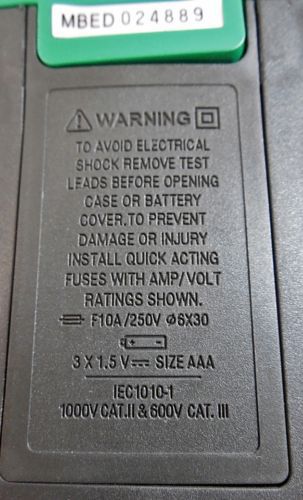 MBED 024889
⚠ WARNING
TO AVOID ELECTRICAL
SHOCK REMOVE TEST
LEADS BEFORE OPENING
CASE OR BATTERY
COVER.TO PREVENT
DAMAGE OR INJURY
INSTALL QUICK ACTING
FUSES WITH AMP/VOLT
RATINGS SHOWN.
F10A/250V Ø6X30
- +
3 X 1.5 V⎓ SIZE AAA
IEC1010-1
1000V CAT.II & 600V CAT. III